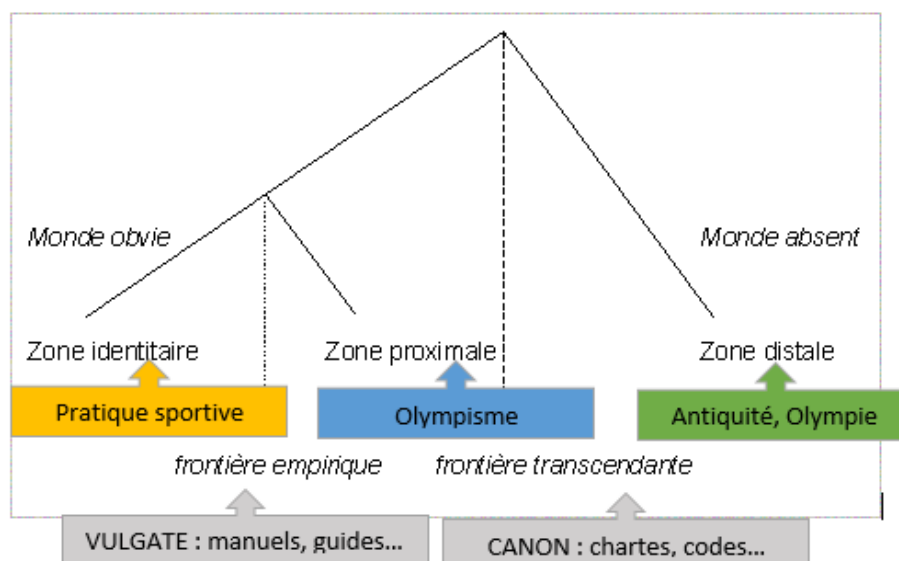 Monde obvie
Monde absent
Zone identitaire
Zone proximale
Zone distale
Pratique sportive
Olympisme
Antiquité, Olympie
frontière empirique
frontière transcendante
VULGATE : manuels, guides...
CANON : chartes, codes...